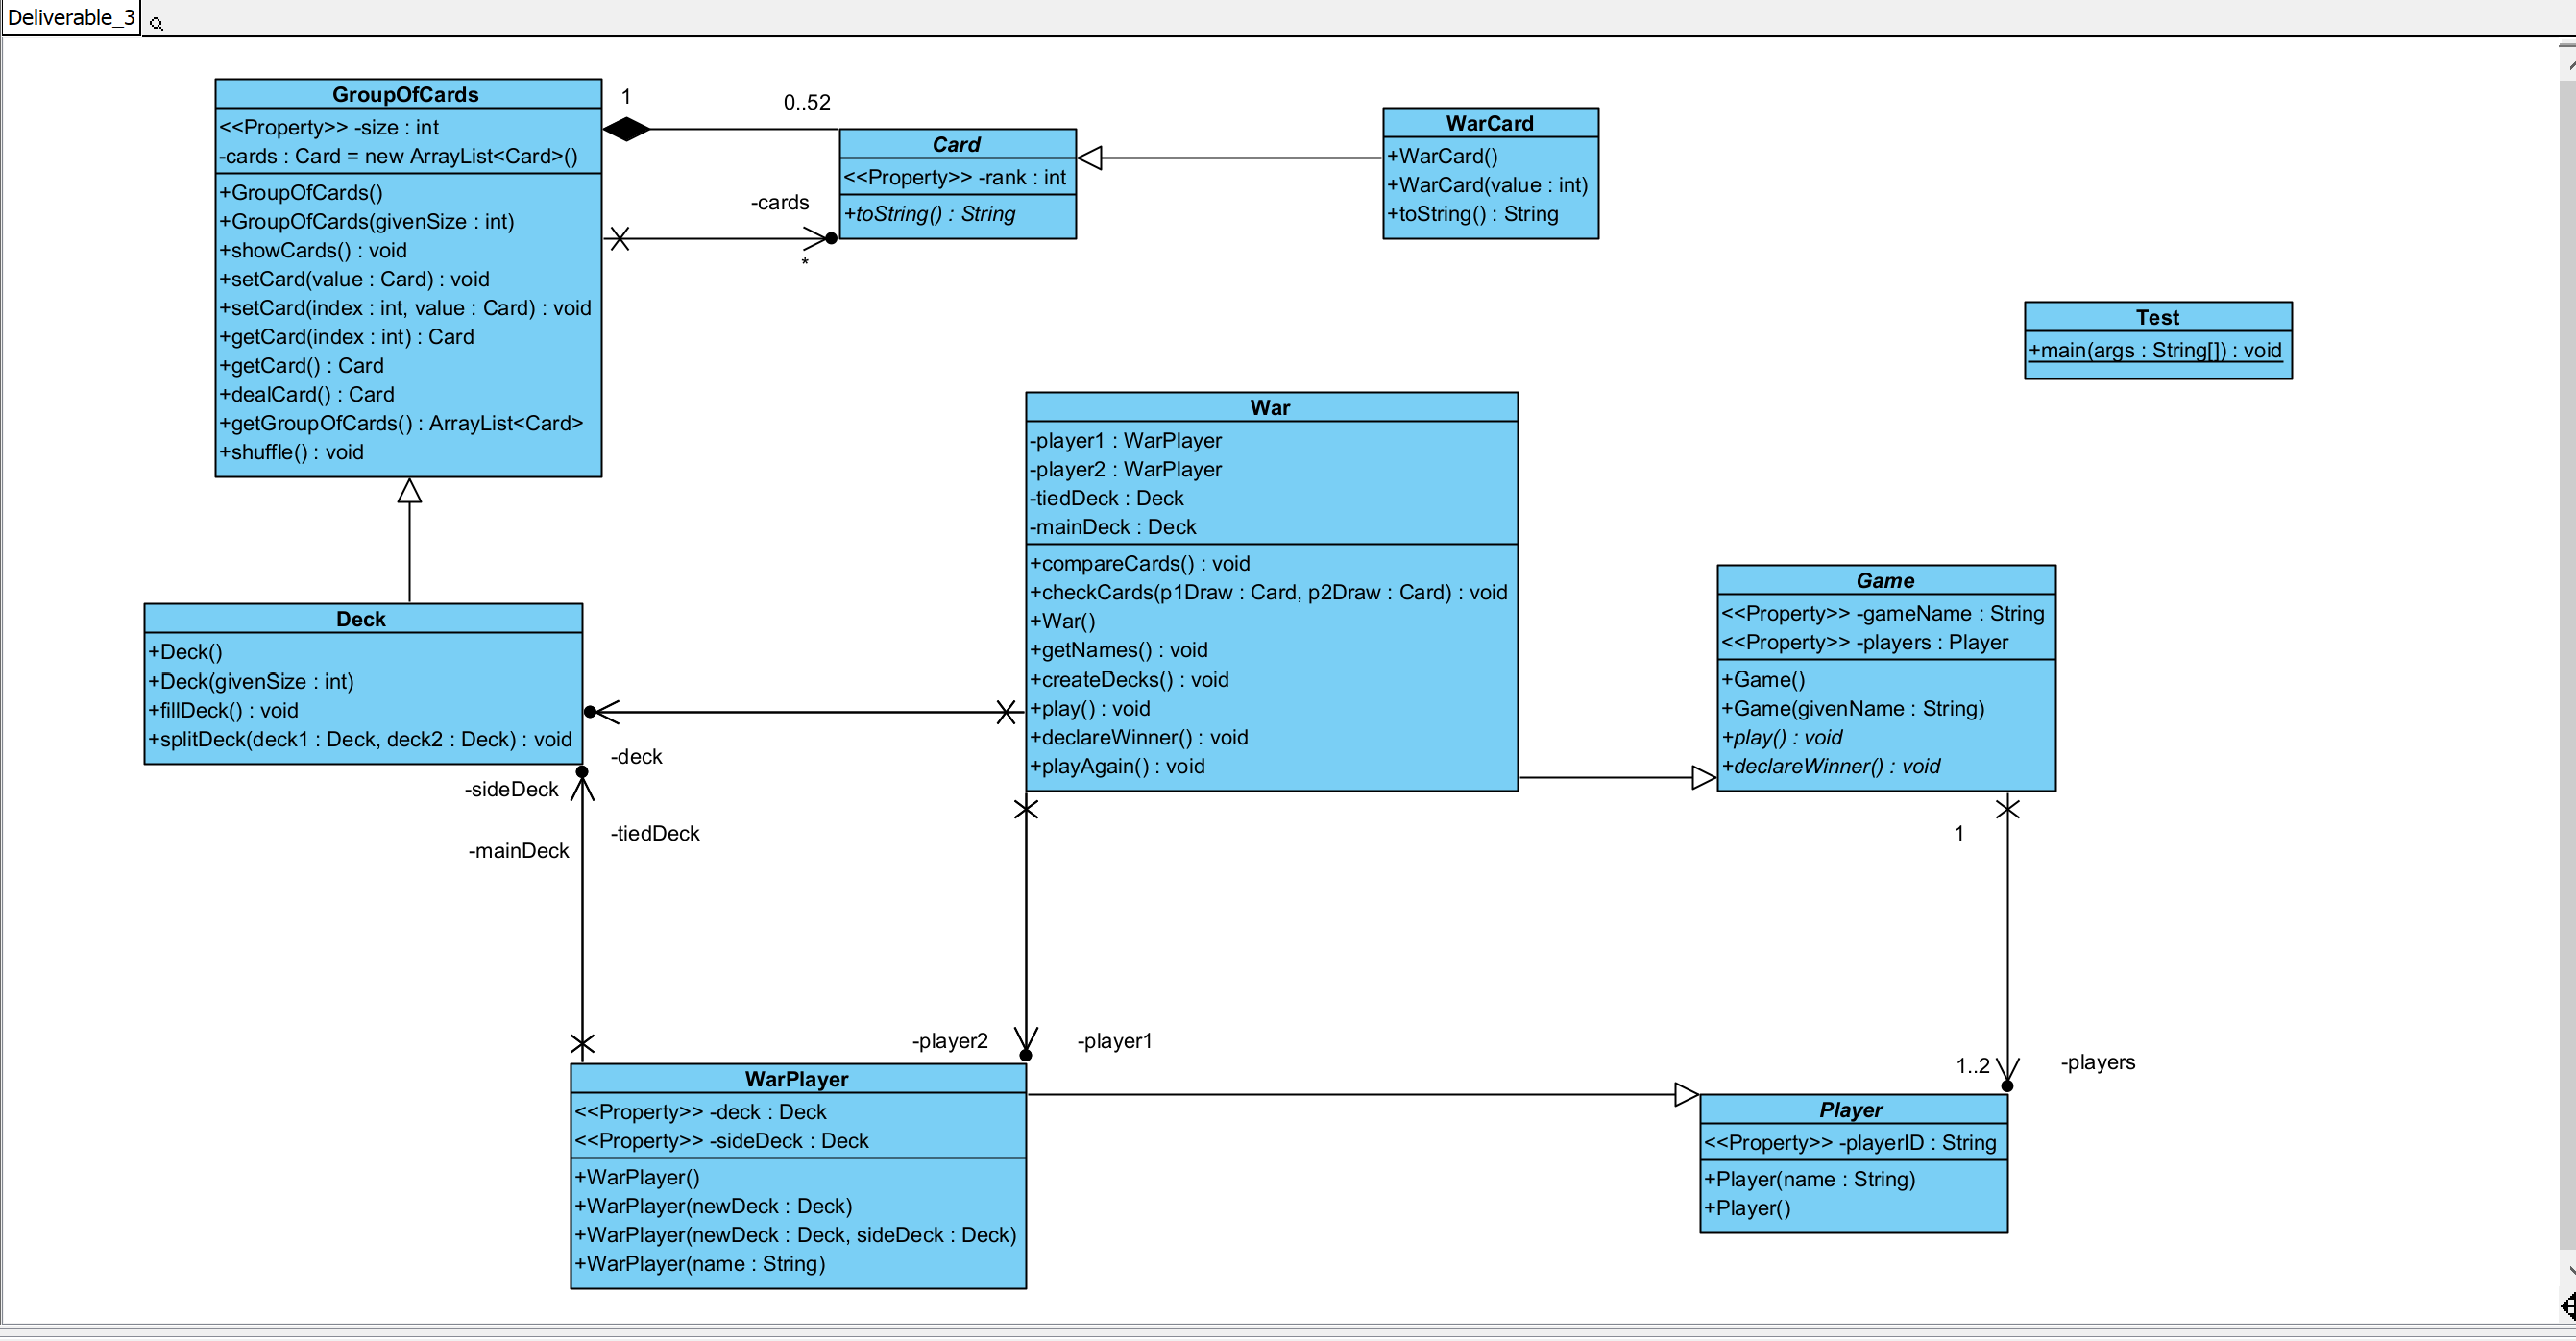 Deliverable_3
GroupOfCards
<<Property>> -size : int
-cards : Card = new ArrayList<Card>()
+GroupOfCards()
+GroupOfCards(givenSize : int)
+showCards() : void
+setCard(value : Card) : void
+setCard(index : int, value : Card) : void
+getCard(index : int) : Card
+getCard() : Card
+dealCard() : Card
+getGroupOfCards() : ArrayList<Card>
+shuffle() : void
1
0..52
-cards
*
Card
<<Property>> -rank : int
+toString() : String
WarCard
+WarCard()
+WarCard(value : int)
+toString() : String
Test
+main(args : String[]) : void
War
-player1 : WarPlayer
-player2 : WarPlayer
-tiedDeck : Deck
-mainDeck : Deck
+compareCards() : void
+checkCards(p1Draw : Card, p2Draw : Card) : void
+War()
+getNames() : void
+createDecks() : void
+play() : void
+declareWinner() : void
+playAgain() : void
Game
<<Property>> -gameName : String
<<Property>> -players : Player
+Game()
+Game(givenName : String)
+play() : void
+declareWinner() : void
Deck
+Deck()
+Deck(givenSize : int)
+fillDeck() : void
+splitDeck(deck1 : Deck, deck2 : Deck) : void
-deck
-sideDeck
-tiedDeck
-mainDeck
1
-player2
-player1
1..2
-players
WarPlayer
<<Property>> -deck : Deck
<<Property>> -sideDeck : Deck
+WarPlayer()
+WarPlayer(newDeck : Deck)
+WarPlayer(newDeck : Deck, sideDeck : Deck)
+WarPlayer(name : String)
Player
<<Property>> -playerID : String
+Player(name : String)
+Player()